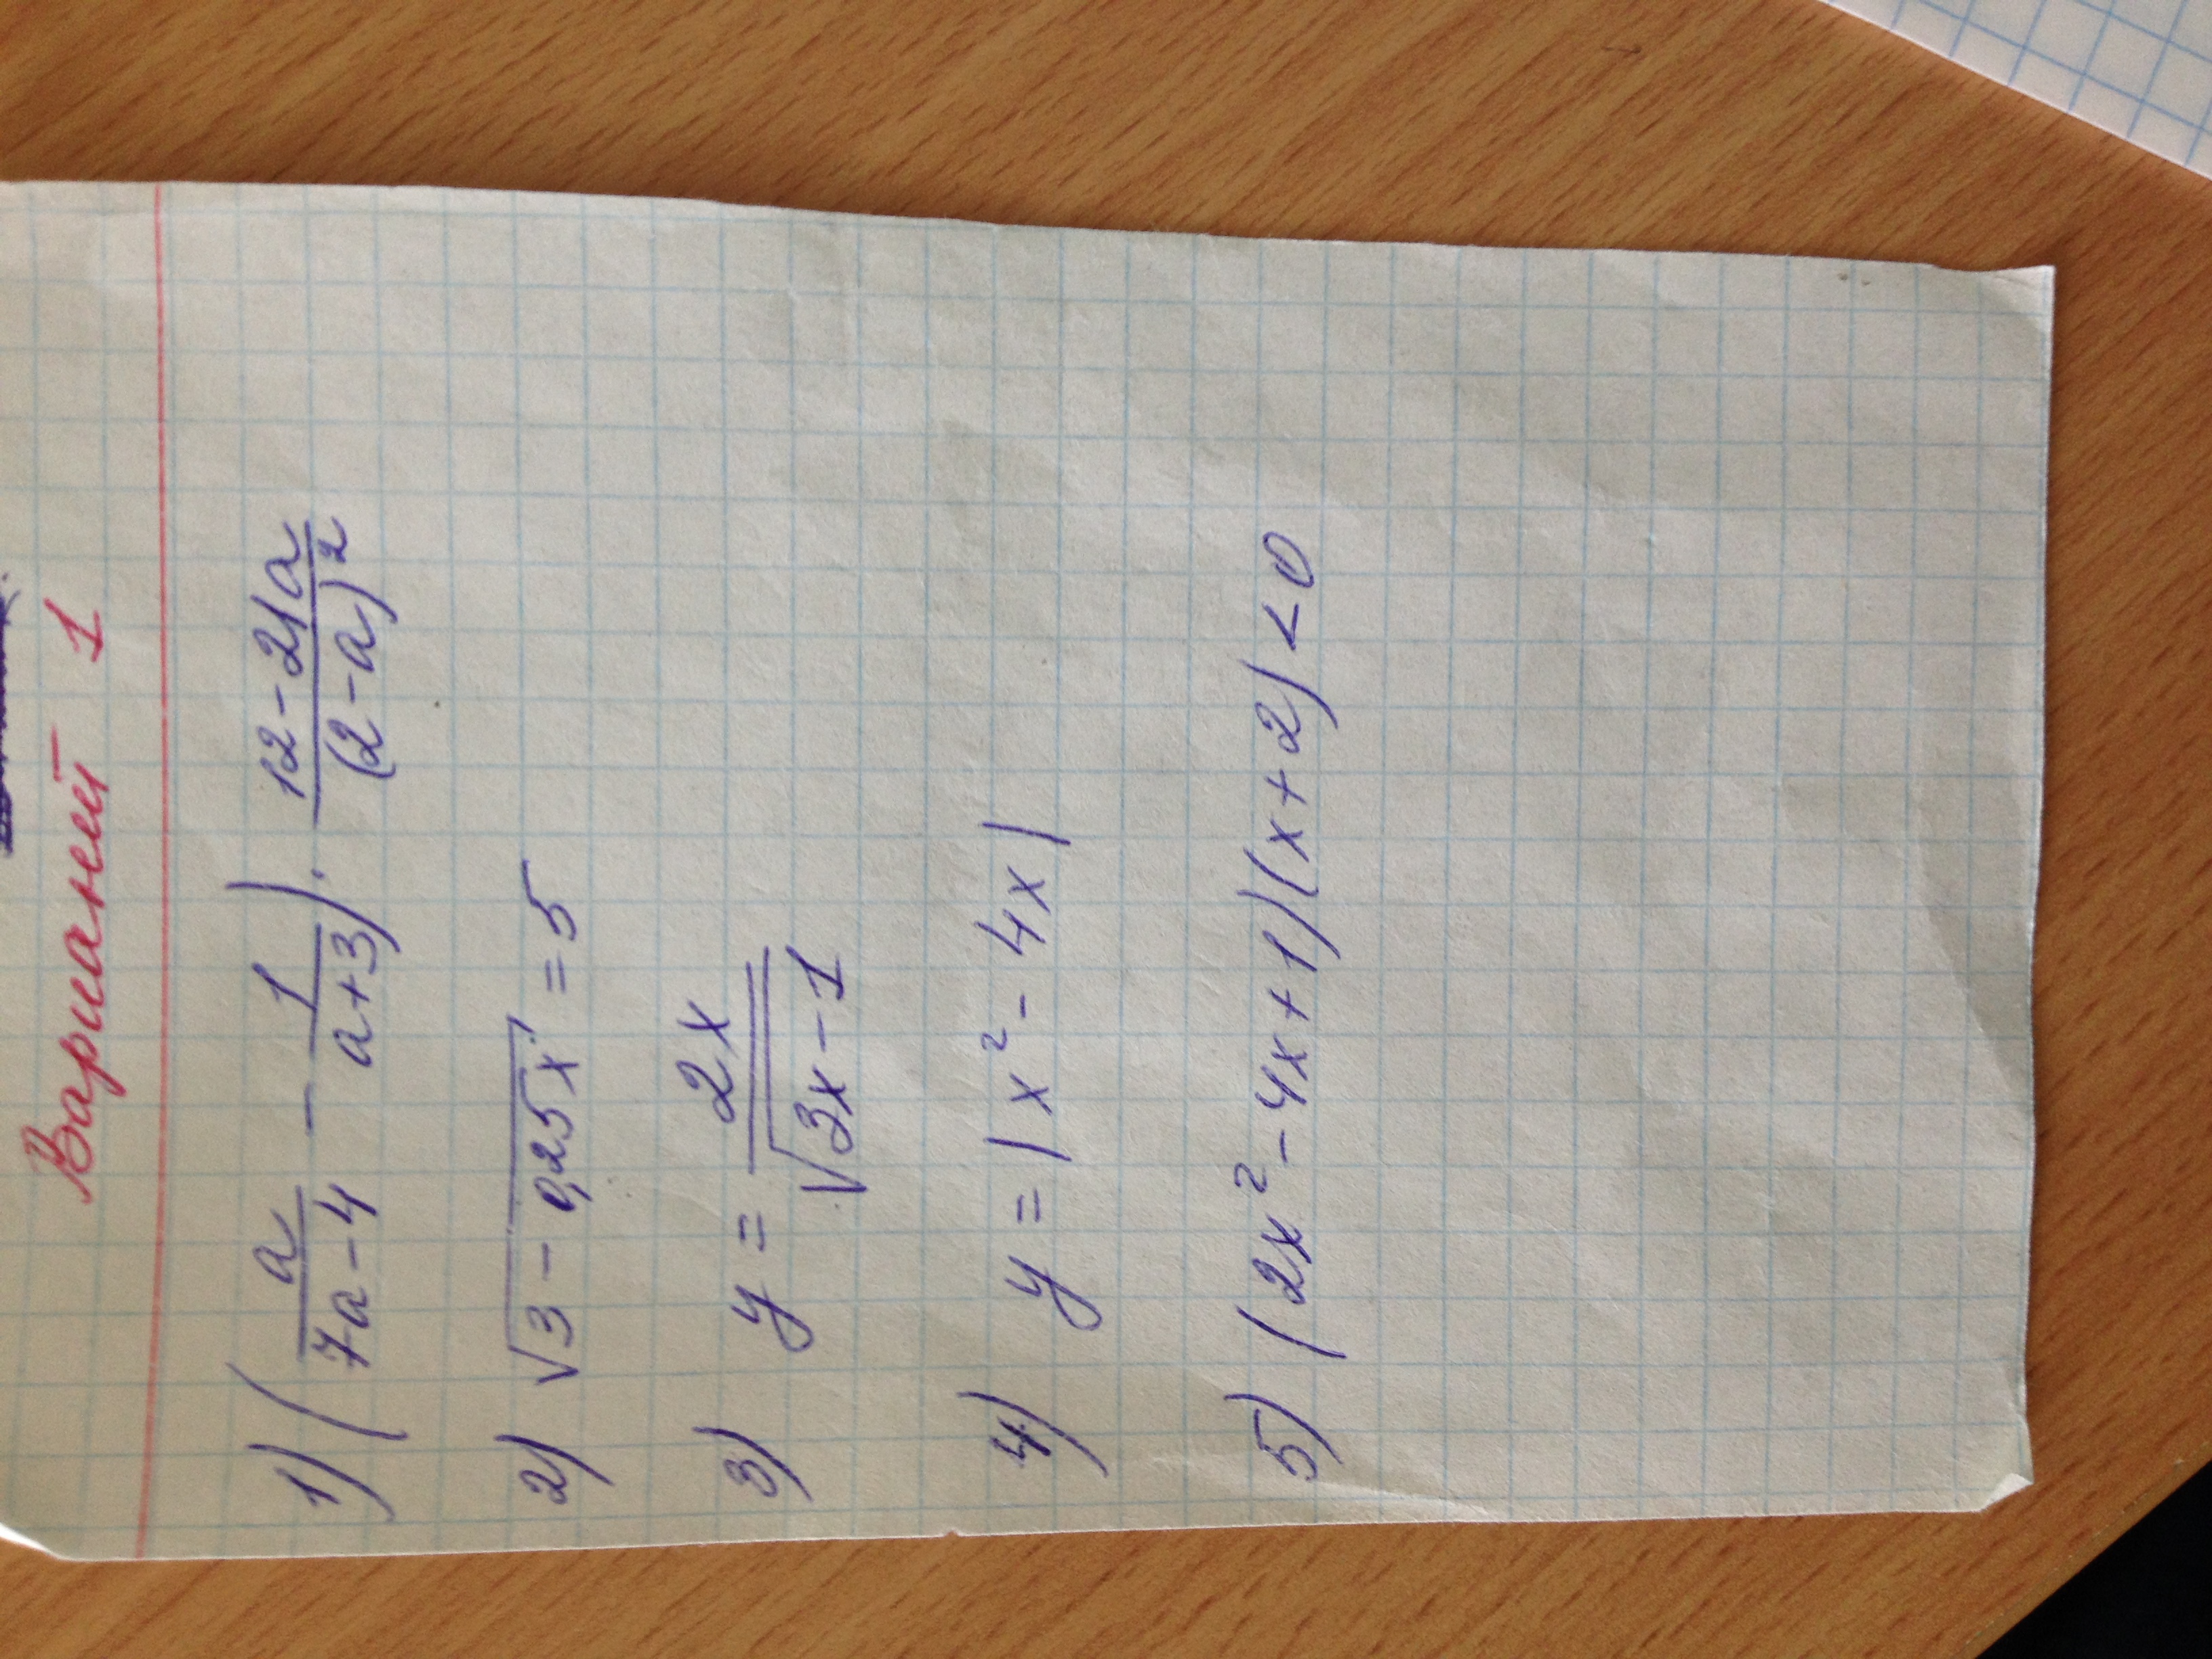 Вариант 1
1) (a/(7a-4) - 1/(a+3)) · (12-21a)/(2-a)²
2) √(3 - 0,25x) = 5
3) y = 2x/√(3x-1)
4) y = |x² - 4x|
5) (2x² - 4x + 1)(x + 2) < 0